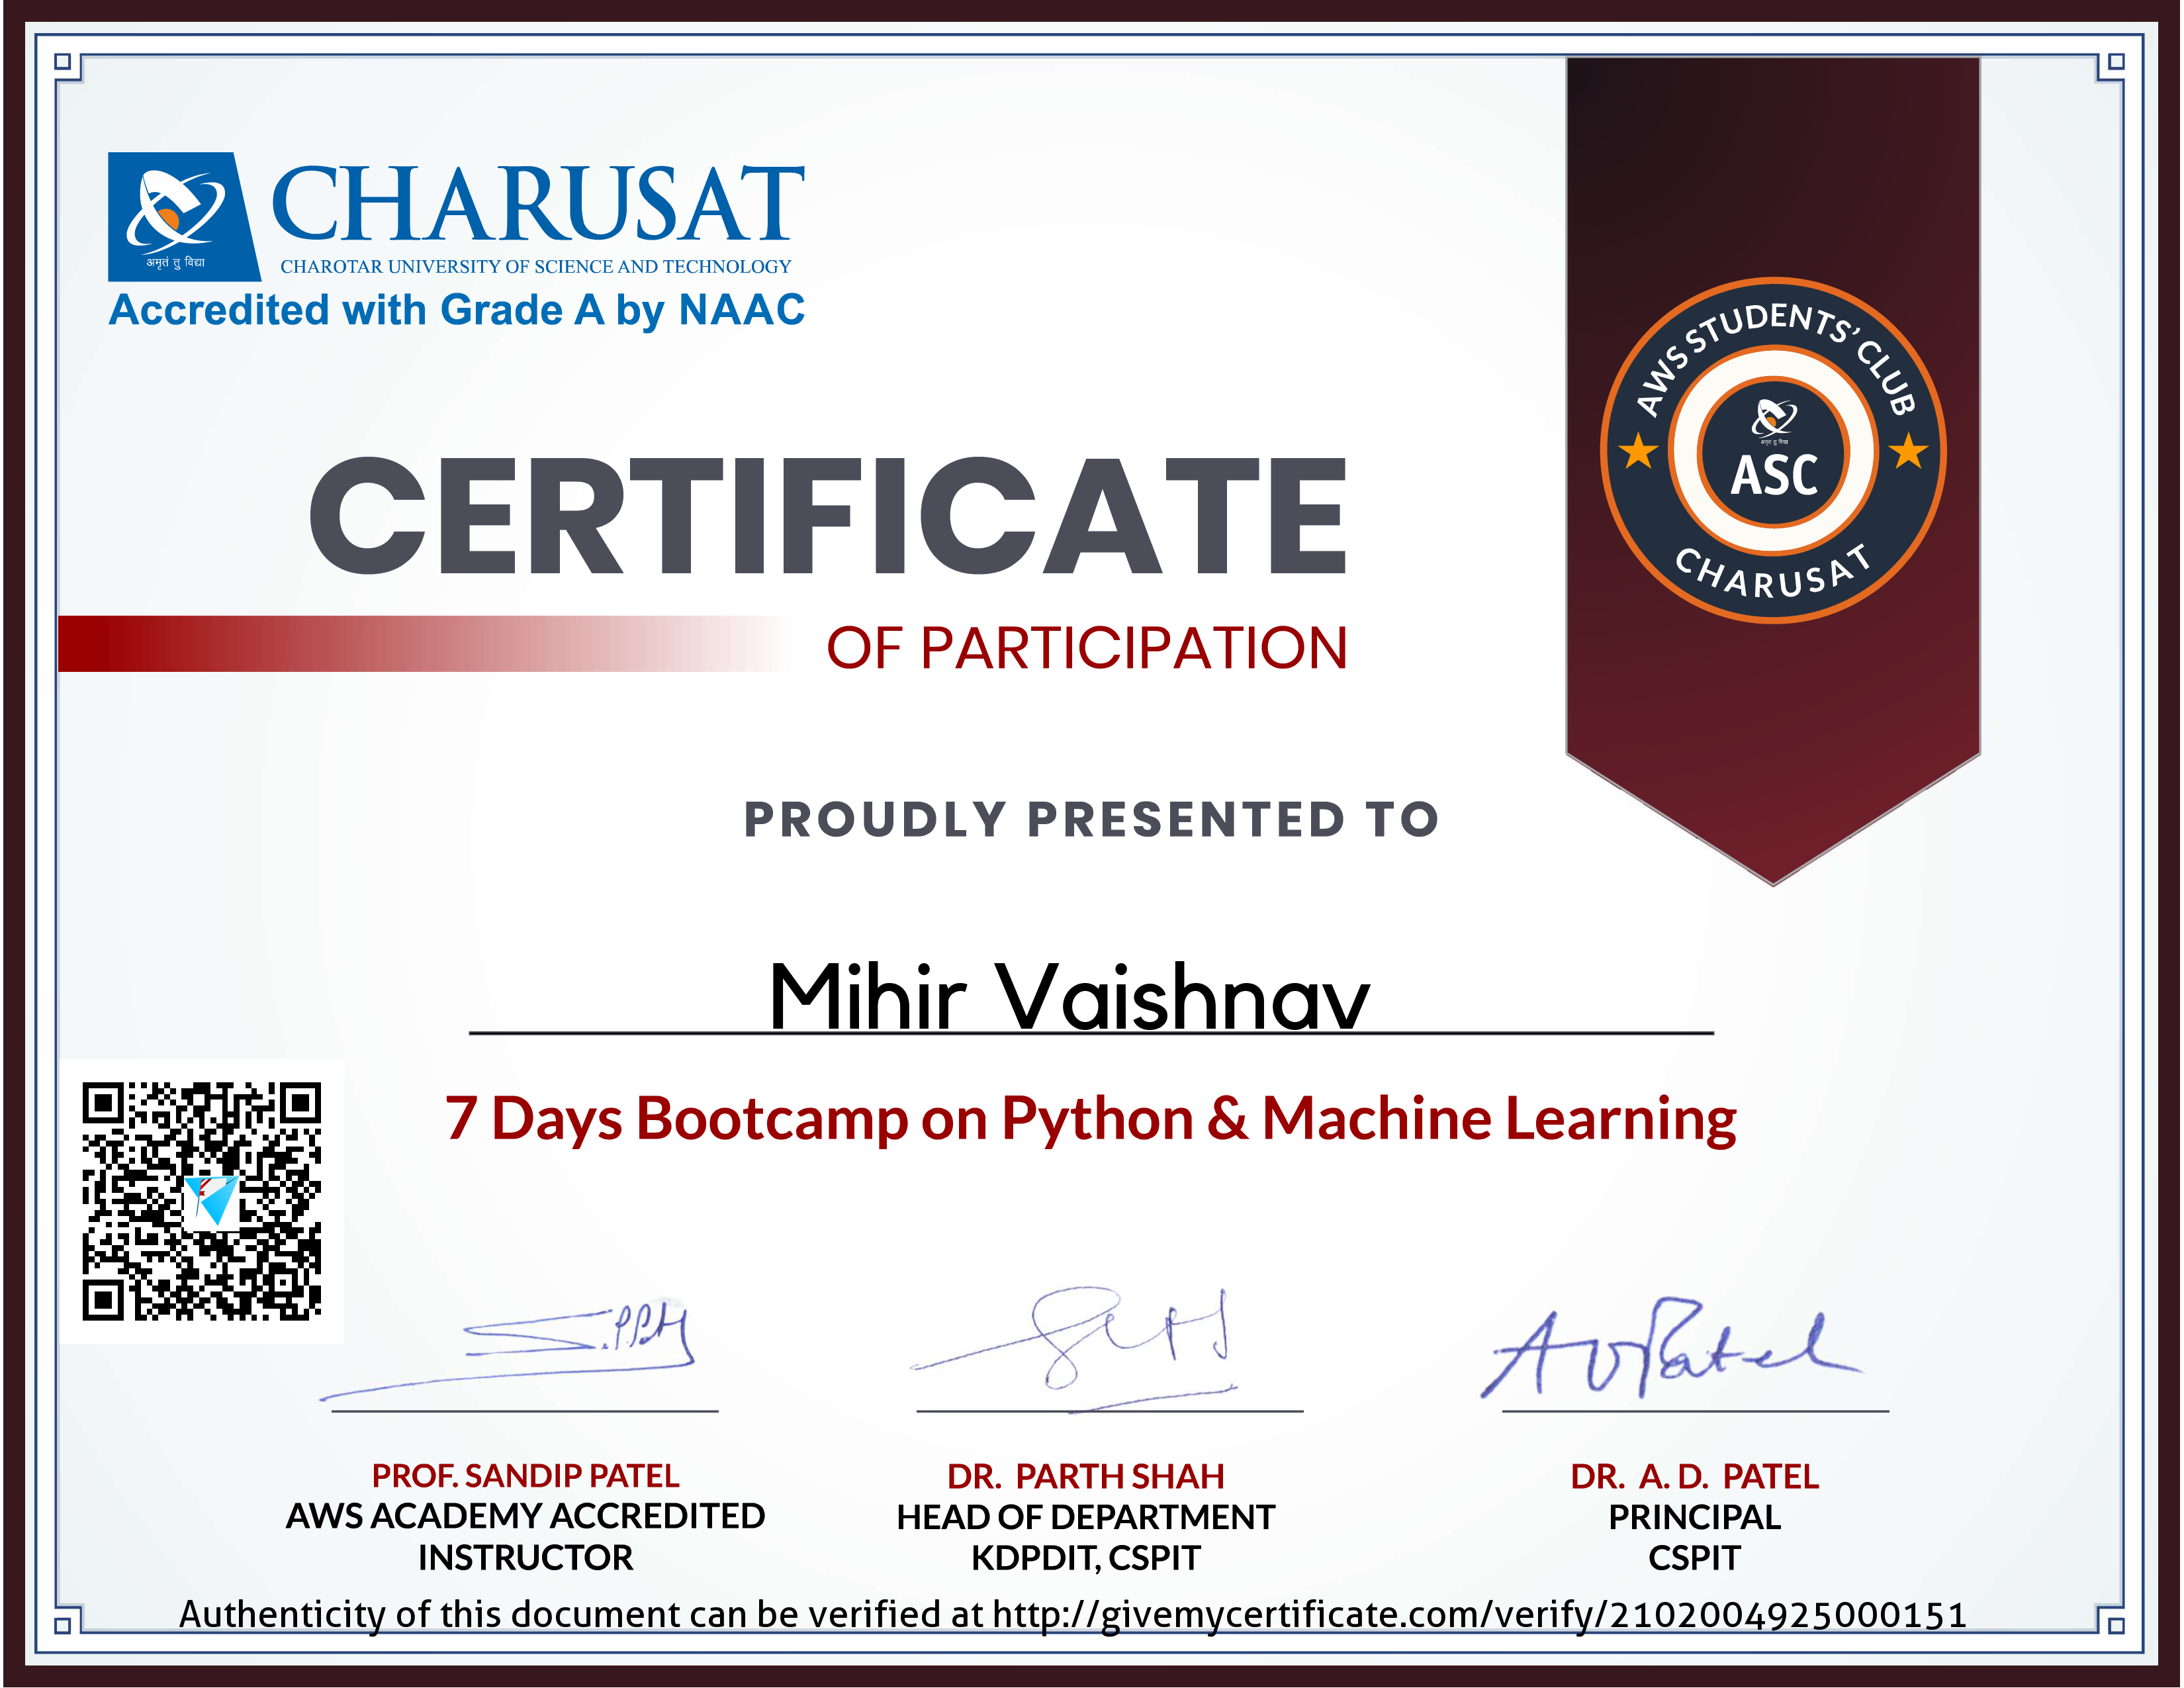 CHARUSAT
अमृतं तु विद्या
CHAROTAR UNIVERSITY OF SCIENCE AND TECHNOLOGY
Accredited with Grade A by NAAC
AWS STUDENTS' CLUB
अमृतं तु विद्या
ASC
CHARUSAT
CERTIFICATE
OF PARTICIPATION
PROUDLY PRESENTED TO
Mihir Vaishnav
7 Days Bootcamp on Python & Machine Learning
A D Patel
PROF. SANDIP PATEL
AWS ACADEMY ACCREDITED
INSTRUCTOR
DR. PARTH SHAH
HEAD OF DEPARTMENT
KDPDIT, CSPIT
DR. A. D. PATEL
PRINCIPAL
CSPIT
Authenticity of this document can be verified at http://givemycertificate.com/verify/2102004925000151